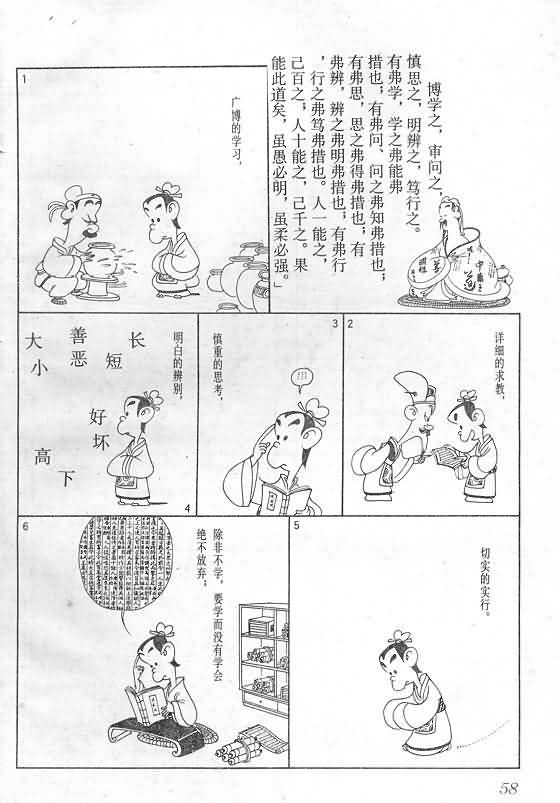 博学之，审问之，
慎思之，明辨之，笃行之。
有弗学，学之弗能弗
措也；有弗问、问之弗知弗措也；
有弗思，思之弗得弗措也；有
弗辨，辨之弗明弗措也；有弗行
，行之弗笃弗措也。人一能之，
己百之；人十能之，己千之。果
能此道矣，虽愚必明，虽柔必强。」
1
广博的学习，
2
详细的求教，
3
慎重的思考，
4
明白的辨别，
大
小
善
恶
长
短
好
坏
高
下
5
切实的实行。
6
除非不学，要学而没有学会
绝不放弃；
58